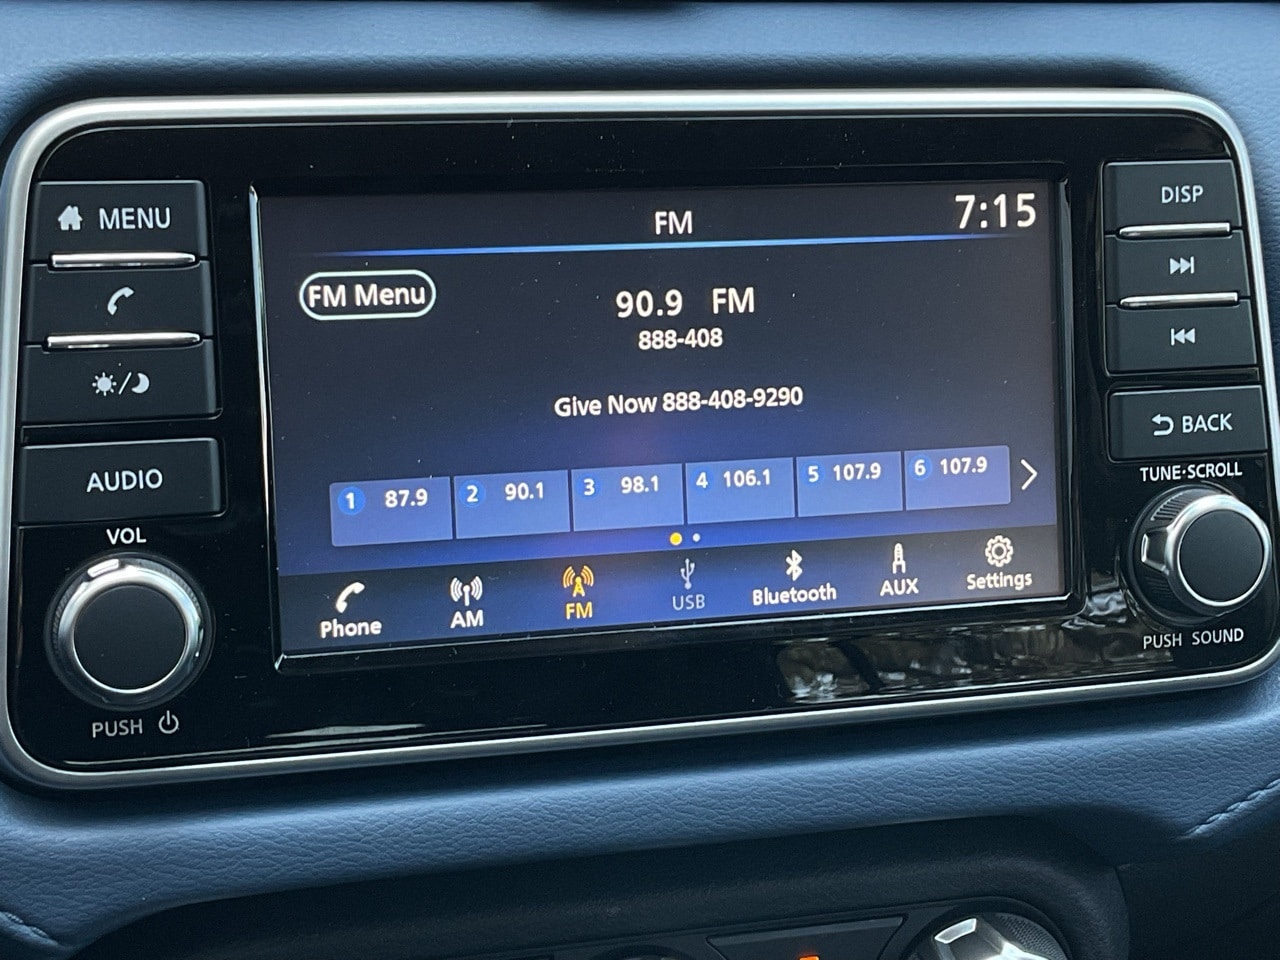 MENU
AUDIO
VOL
PUSH
FM
7:15
FM Menu
90.9 FM
888-408
Give Now 888-408-9290
1 87.9 2 90.1 3 98.1 4 106.1 5 107.9 6 107.9
Phone AM FM USB Bluetooth AUX Settings
DISP
BACK
TUNE·SCROLL
PUSH SOUND